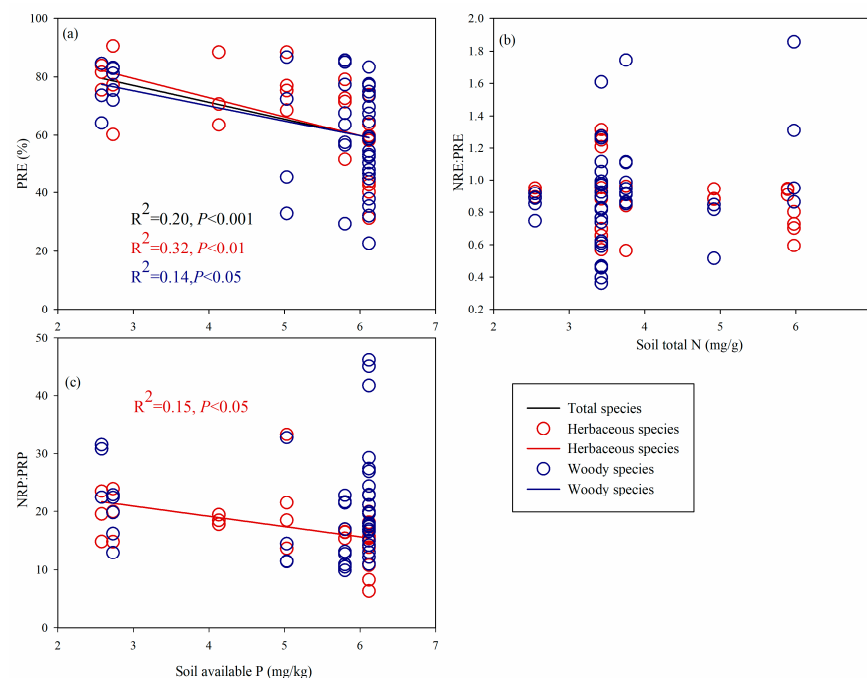 (a)
PRE (%)
100
80
60
40
20
0
R²=0.20, P<0.001
R²=0.32, P<0.01
R²=0.14,P<0.05
2 3 4 5 6 7
(b)
NRE:PRE
2.0
1.8
1.6
1.4
1.2
1.0
0.8
0.6
0.4
0.2
2 3 4 5 6
Soil total N (mg/g)
(c)
NRP:PRP
50
40
30
20
10
0
R²=0.15, P<0.05
2 3 4 5 6 7
Soil available P (mg/kg)
Total species
Herbaceous species
Herbaceous species
Woody species
Woody species